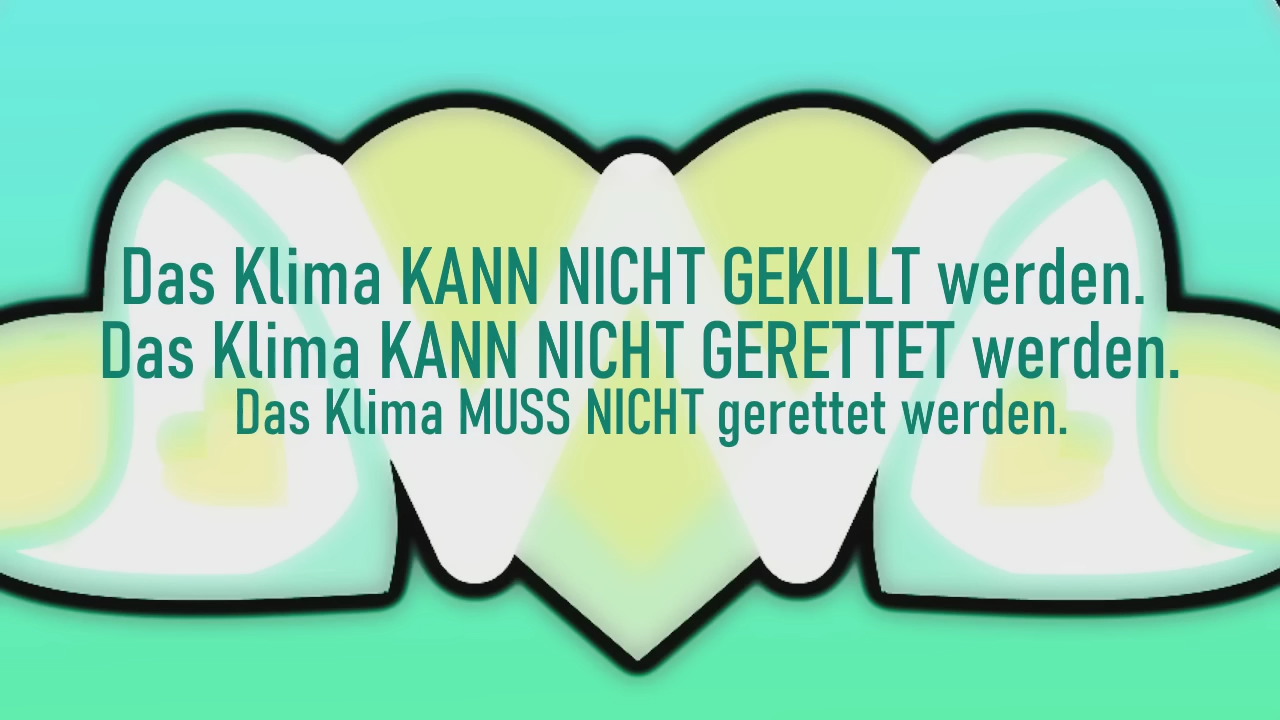 Das Klima KANN NICHT GEKILLT werden.
Das Klima KANN NICHT GERETTET werden.
Das Klima MUSS NICHT gerettet werden.